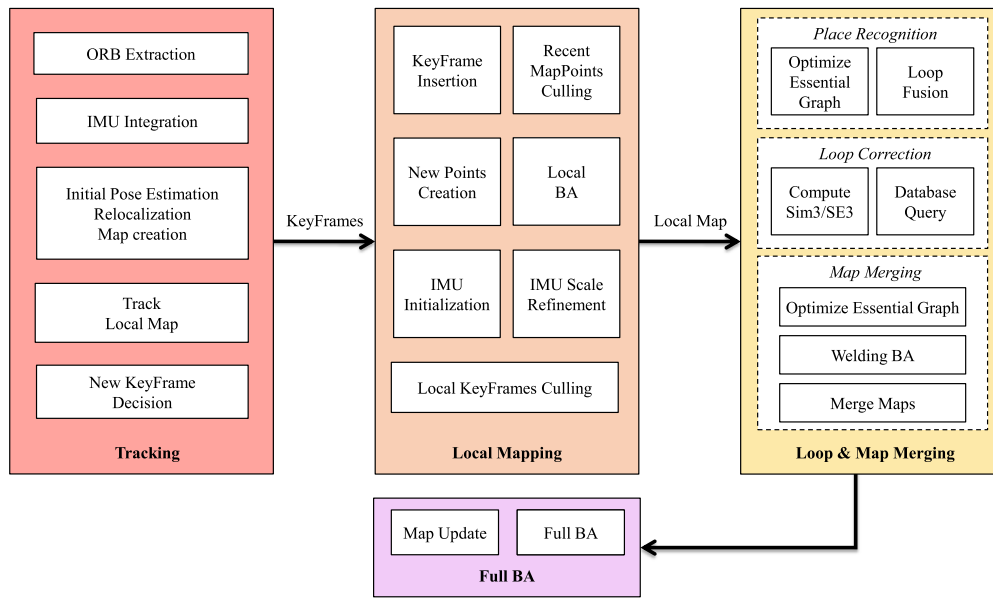 ORB Extraction
IMU Integration
Initial Pose Estimation
Relocalization
Map creation
Track
Local Map
New KeyFrame
Decision
Tracking
KeyFrames
KeyFrame
Insertion
Recent
MapPoints
Culling
New Points
Creation
Local
BA
IMU
Initialization
IMU Scale
Refinement
Local KeyFrames Culling
Local Mapping
Local Map
Place Recognition
Optimize
Essential
Graph
Loop
Fusion
Loop Correction
Compute
Sim3/SE3
Database
Query
Map Merging
Optimize Essential Graph
Welding BA
Merge Maps
Loop & Map Merging
Map Update
Full BA
Full BA